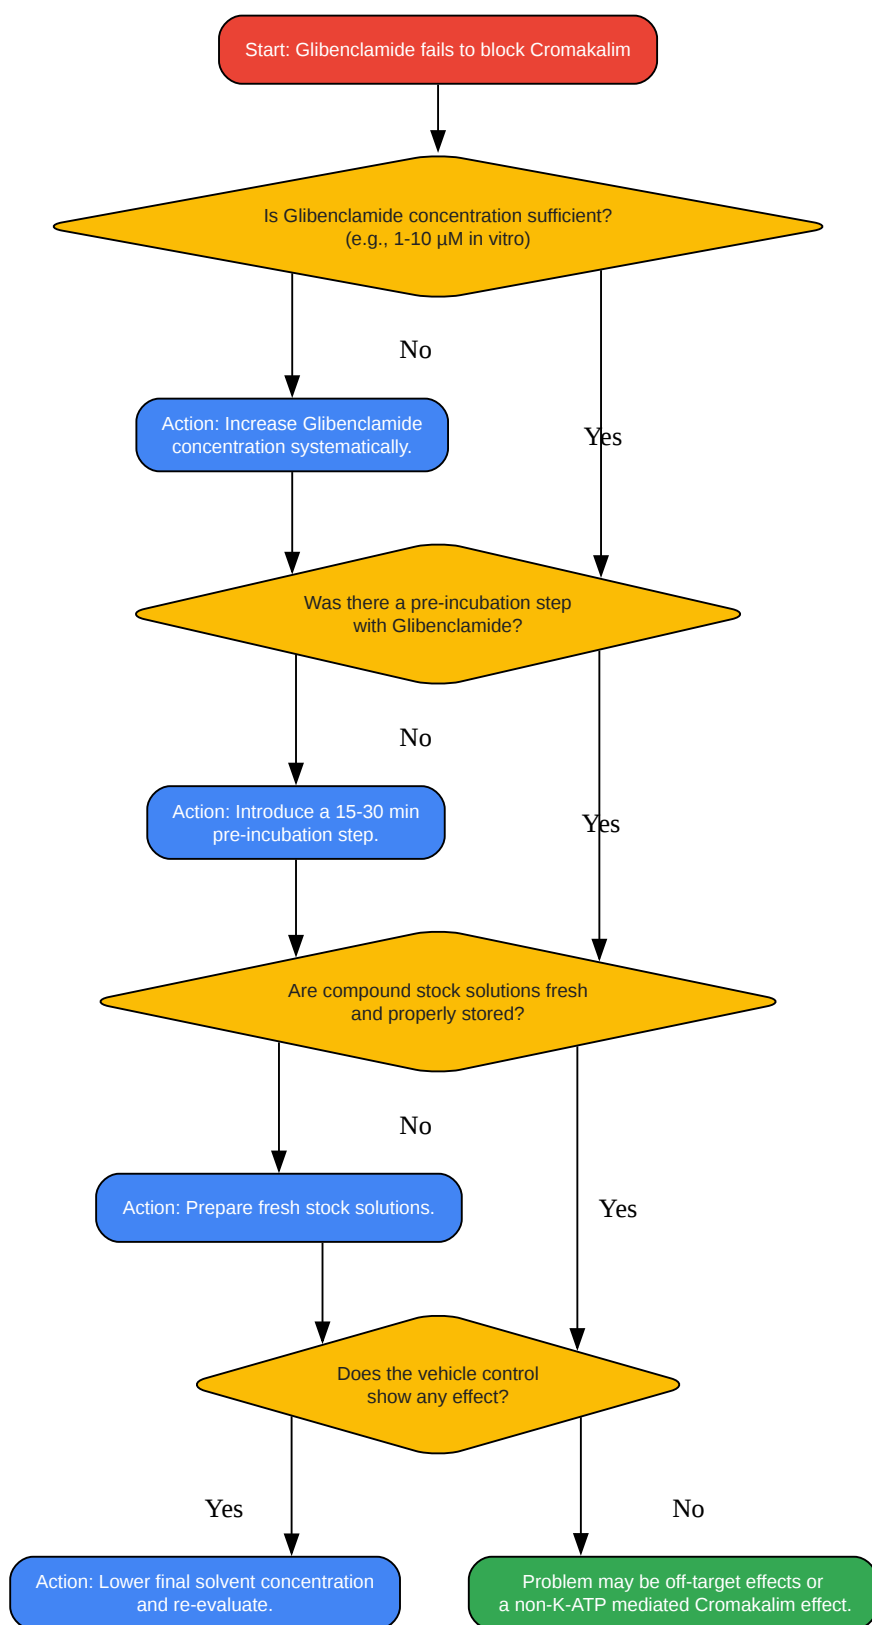 Start: Glibenclamide fails to block Cromakalim
Is Glibenclamide concentration sufficient?
(e.g., 1-10 µM in vitro)
No
Action: Increase Glibenclamide
concentration systematically.
Yes
Was there a pre-incubation step
with Glibenclamide?
No
Action: Introduce a 15-30 min
pre-incubation step.
Yes
Are compound stock solutions fresh
and properly stored?
No
Action: Prepare fresh stock solutions.
Yes
Does the vehicle control
show any effect?
Yes
No
Action: Lower final solvent concentration
and re-evaluate.
Problem may be off-target effects or
a non-K-ATP mediated Cromakalim effect.